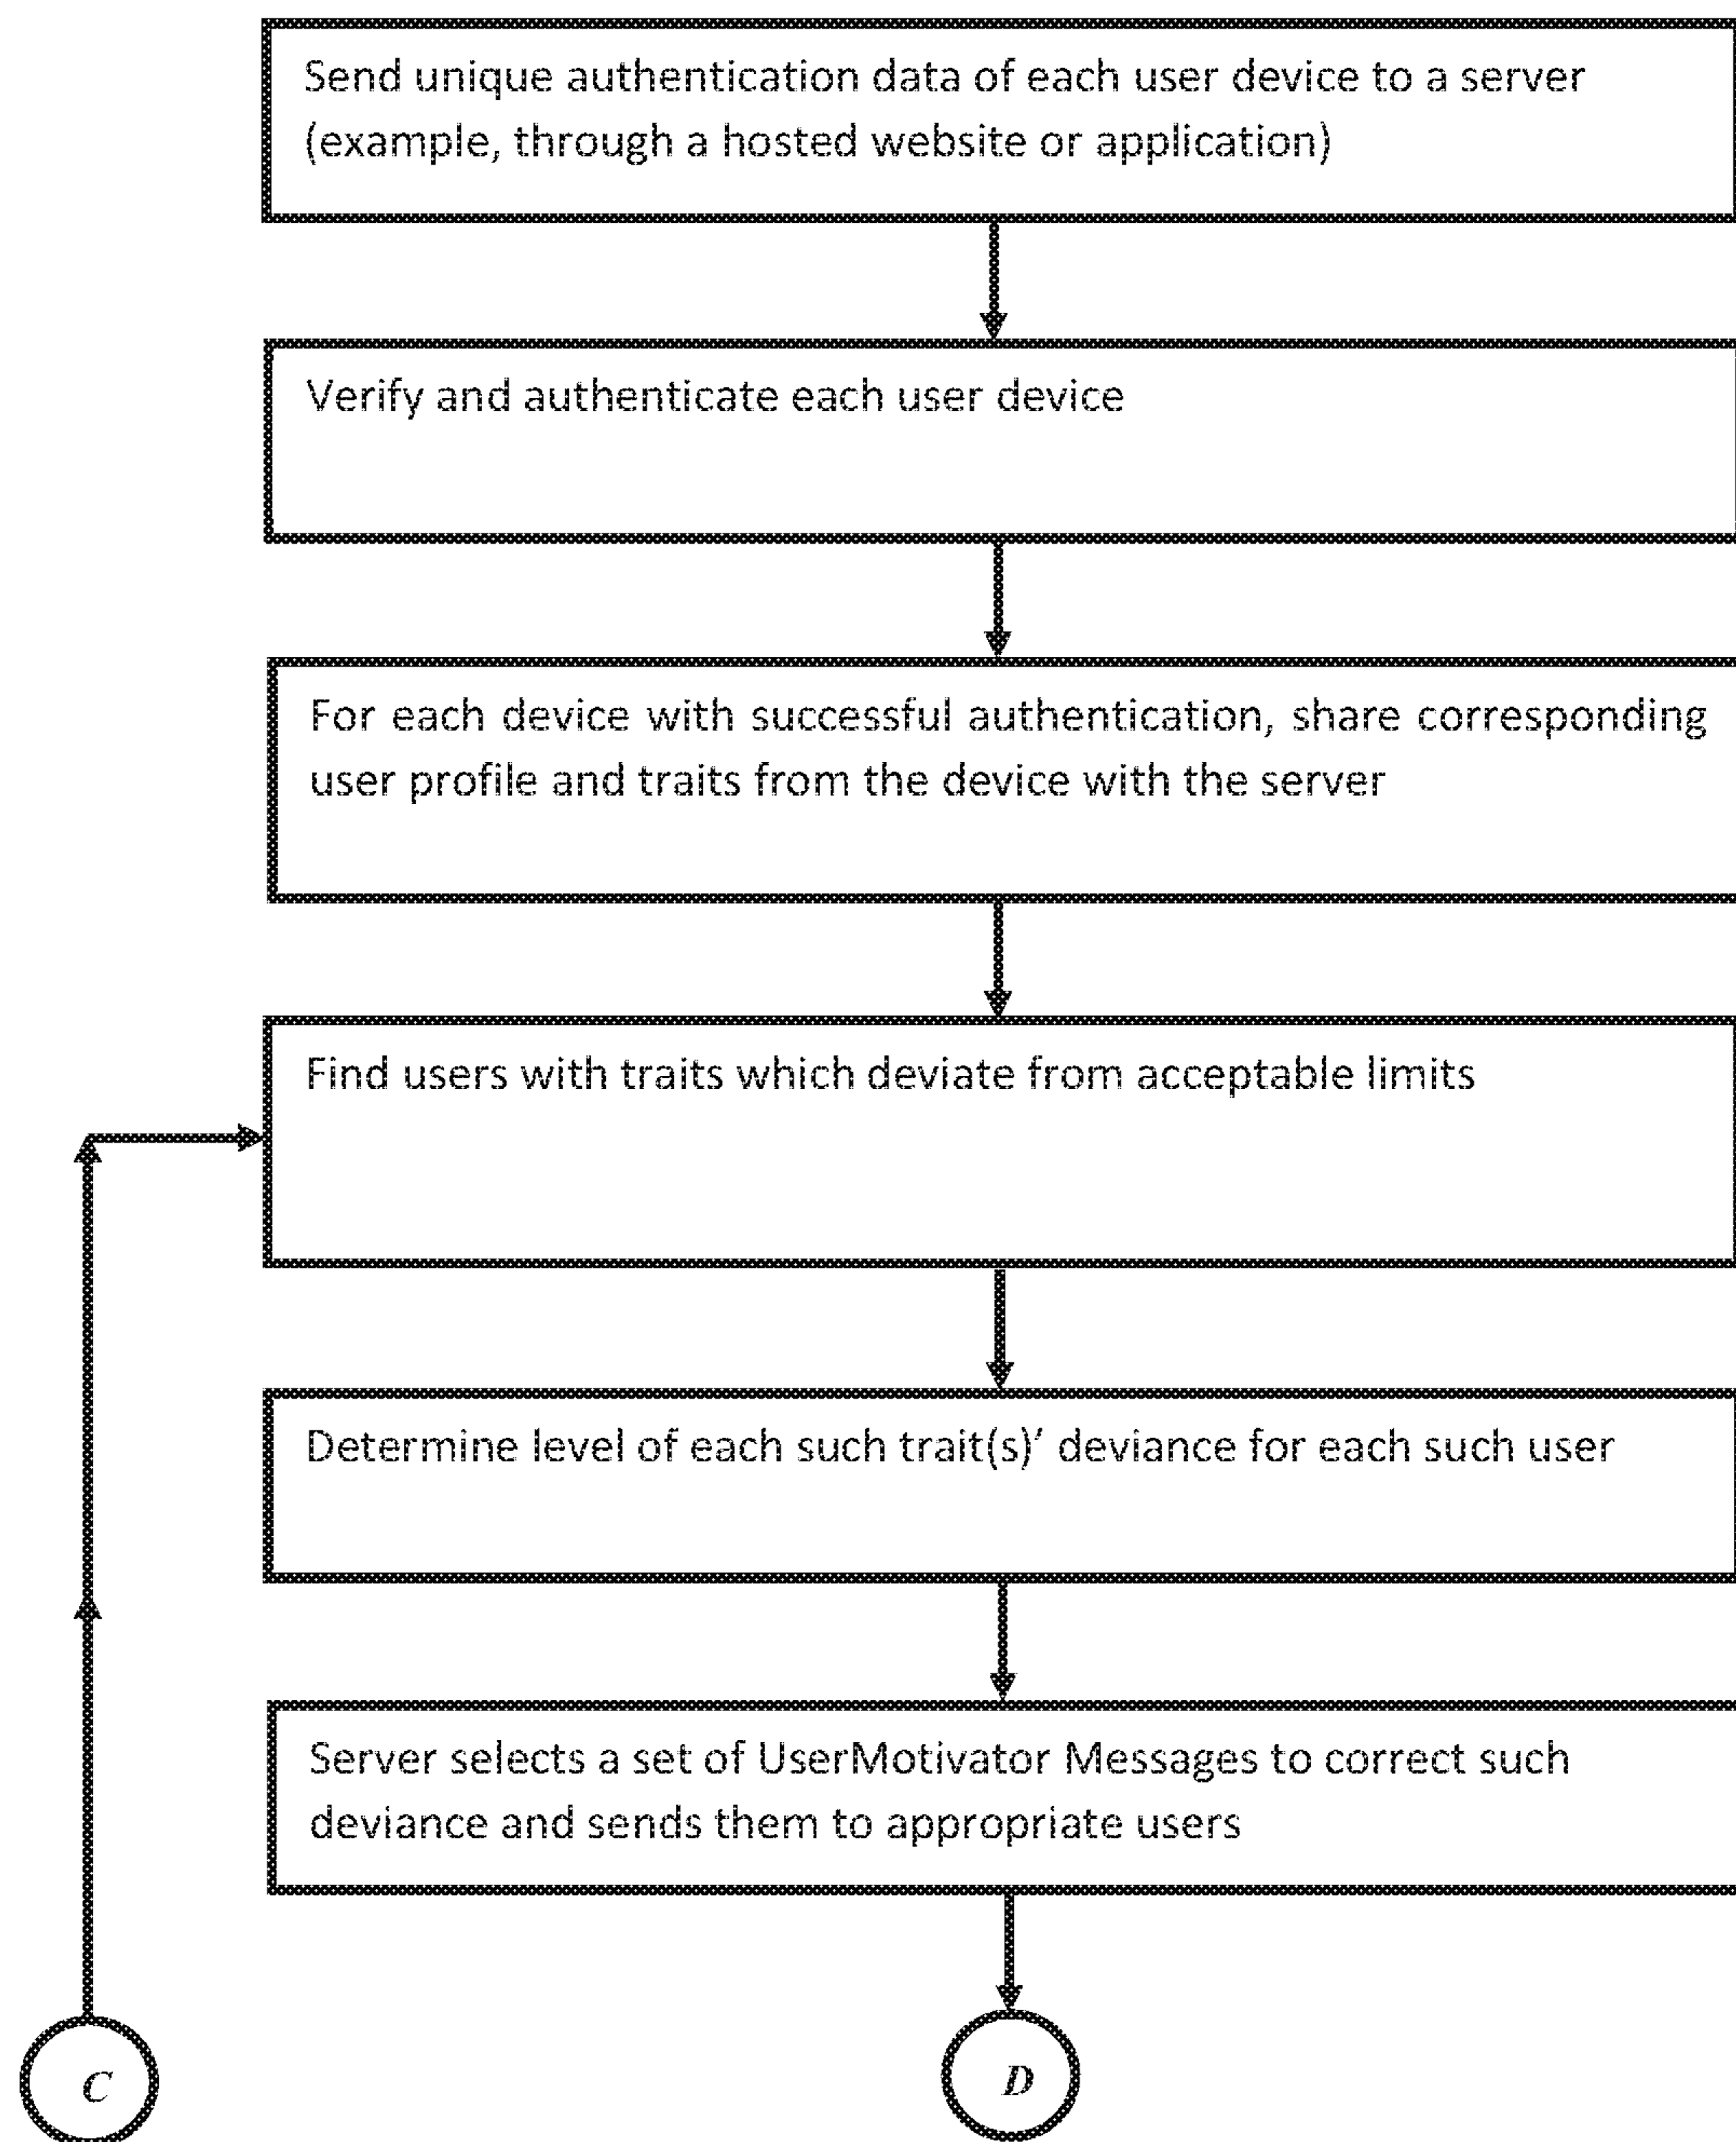 Send unique authentication data of each user device to a server
(example, through a hosted website or application)
Verify and authenticate each user device
For each device with successful authentication, share corresponding
user profile and traits from the device with the server
Find users with traits which deviate from acceptable limits
Determine level of each such trait(s)’ deviance for each such user
Server selects a set of UserMotivator Messages to correct such
deviance and sends them to appropriate users
C
D